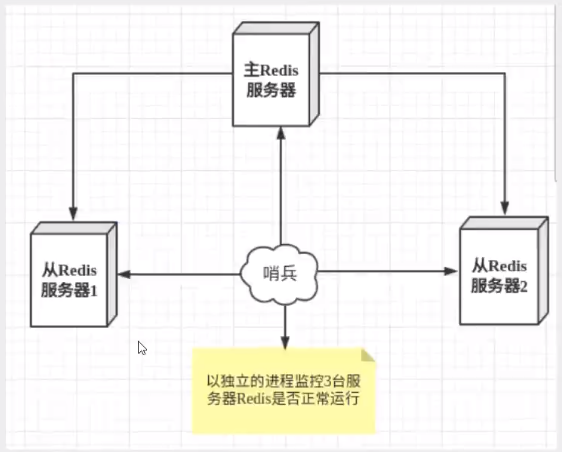 主Redis
服务器
从Redis
服务器1
哨兵
从Redis
服务器2
以独立的进程监控3台服
务器Redis是否正常运行